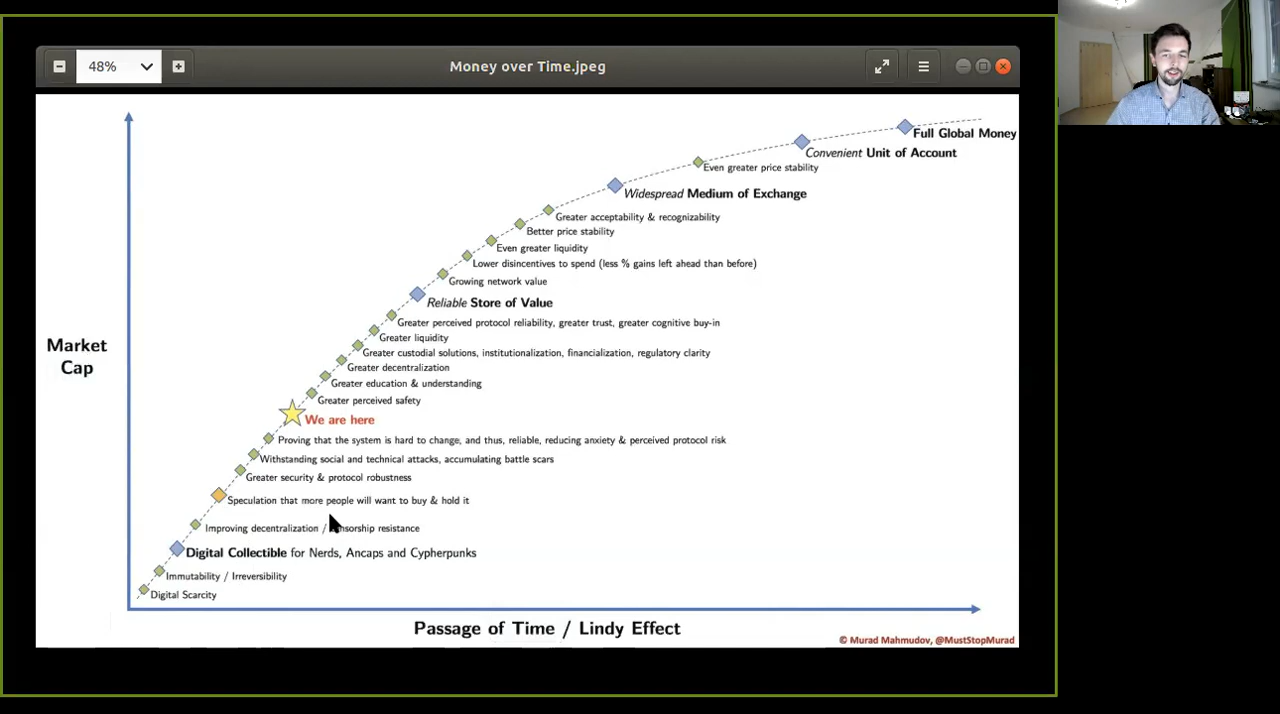 48%
Money over Time.jpeg
Full Global Money
Convenient Unit of Account
Even greater price stability
Widespread Medium of Exchange
Greater acceptability & recognizability
Better price stability
Even greater liquidity
Lower disincentives to spend (less % gains left ahead than before)
Growing network value
Reliable Store of Value
Greater perceived protocol reliability, greater trust, greater cognitive buy-in
Greater liquidity
Market
Cap
Greater custodial solutions, institutionalization, financialization, regulatory clarity
Greater decentralization
Greater education & understanding
Greater perceived safety
We are here
Proving that the system is hard to change, and thus, reliable, reducing anxiety & perceived protocol risk
Withstanding social and technical attacks, accumulating battle scars
Greater security & protocol robustness
Speculation that more people will want to buy & hold it
Improving decentralization / resistance
Digital Collectible for Nerds, Ancaps and Cypherpunks
Immutability / Irreversibility
Digital Scarcity
Passage of Time / Lindy Effect
© Murad Mahmudov, @MustStopMurad